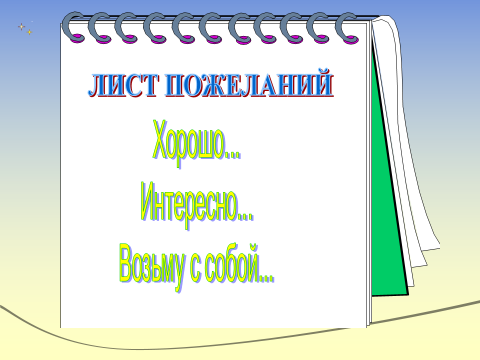 ЛИСТ ПОЖЕЛАНИЙ
Хорошо...
Интересно...
Возьму с собой...